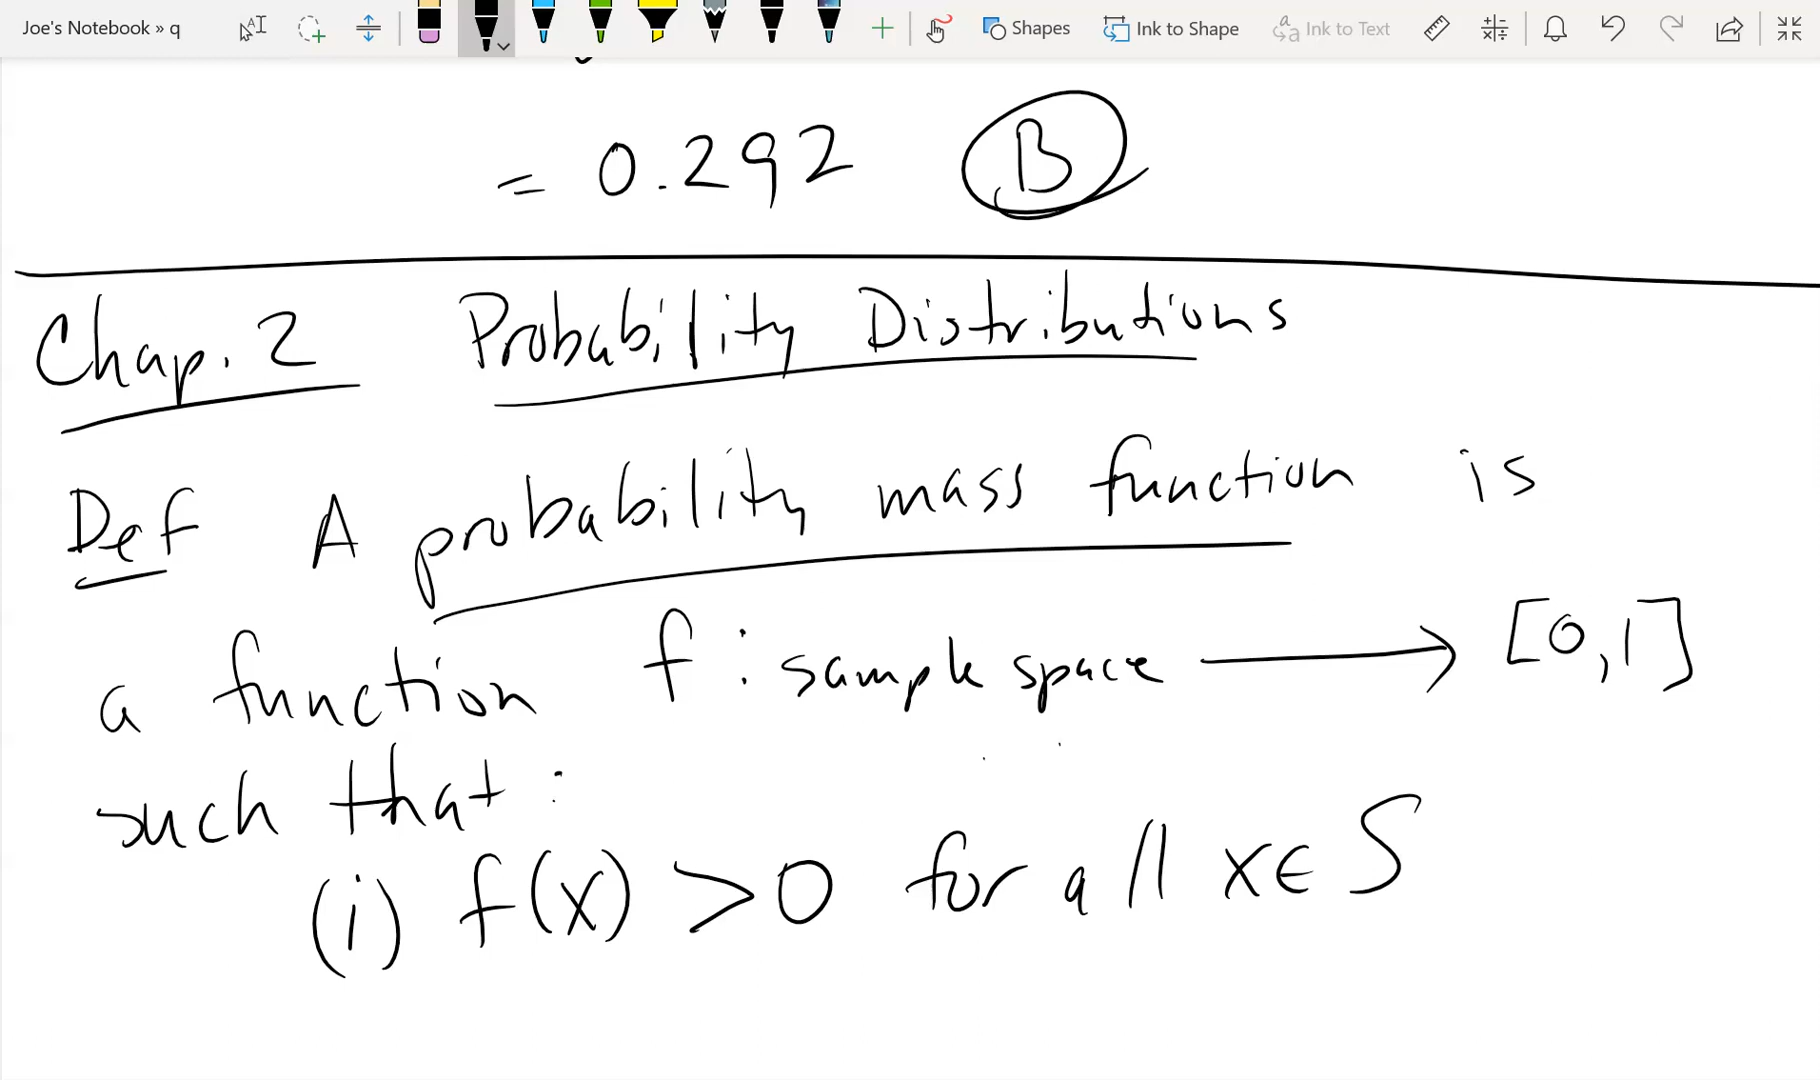 Joe's Notebook » q Shapes Ink to Shape Ink to Text
= 0.292 B
Chap. 2 Probability Distributions
Def A probability mass function is
a function f : sample space → [0,1]
such that:
(i) f(x) > 0 for all x ∈ S